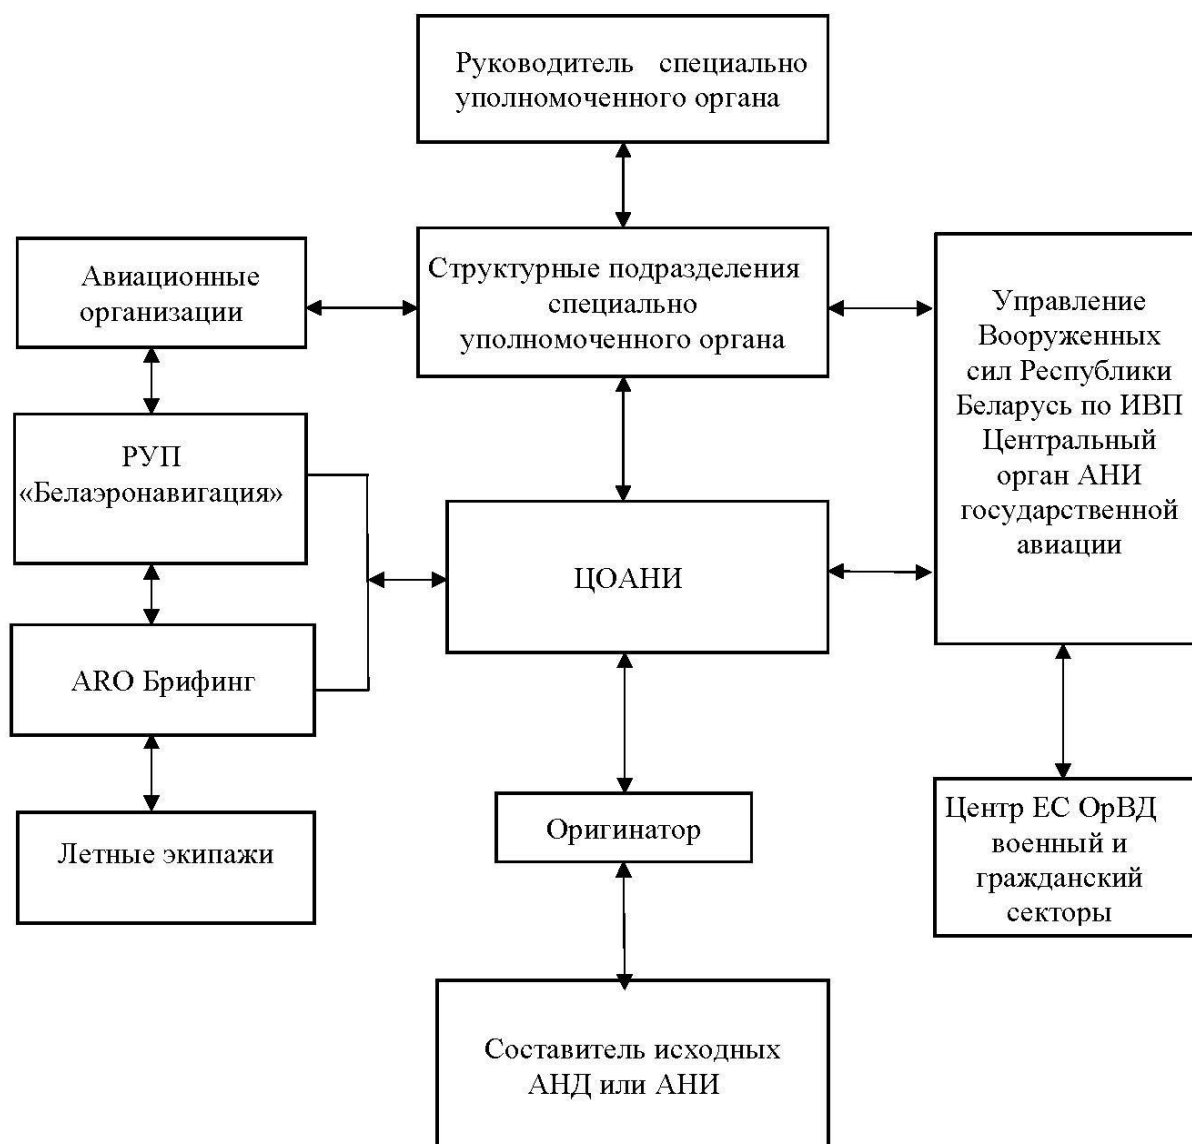 Руководитель специально
уполномоченного органа
Авиационные
организации
Структурные подразделения
специально
уполномоченного органа
Управление
Вооруженных
сил Республики
Беларусь по ИВП
Центральный
орган АНИ
государственной
авиации
РУП
«Белаэронавигация»
ЦОАНИ
ARO Брифинг
Оригинатор
Летные экипажи
Центр ЕС ОрВД
военный и
гражданский
секторы
Составитель исходных
АНД или АНИ